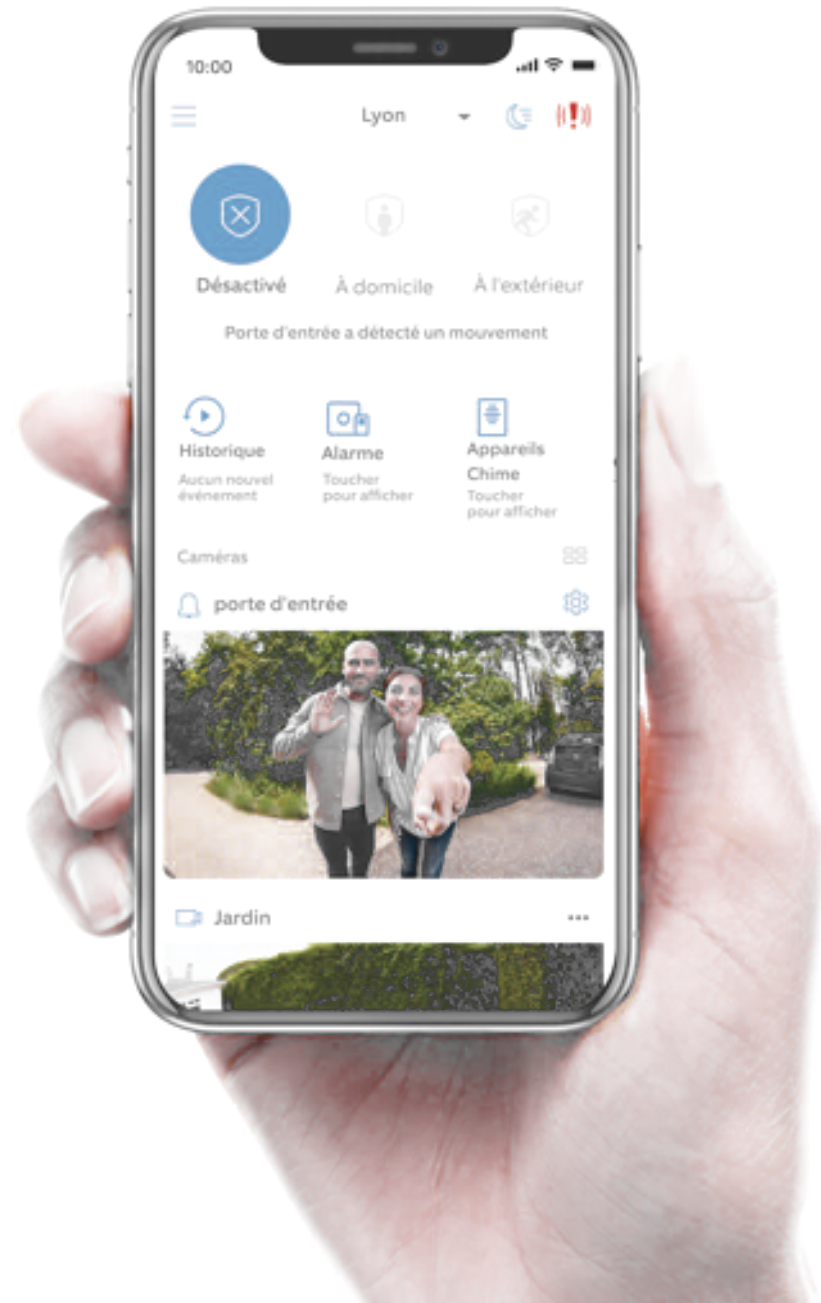 10:00
Lyon
Désactivé
À domicile
À l'extérieur
Porte d'entrée a détecté un mouvement
Historique
Aucun nouvel
événement
Alarme
Toucher
pour afficher
Appareils
Chime
Toucher
pour afficher
Caméras
porte d'entrée
Jardin